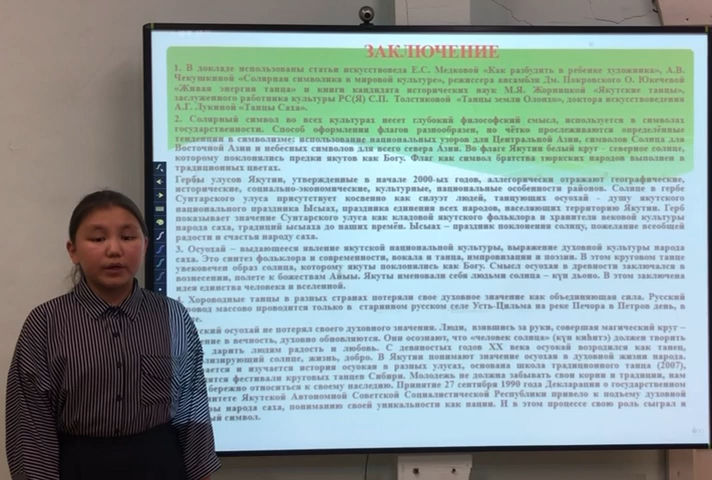 ЗАКЛЮЧЕНИЕ
1. В докладе использованы статьи искусствоведа Е.С. Медковой «Как разбудить в ребенке художника», А.В.
Чекушкиной «Солярная символика в мировой культуре», режиссера ансамбля Дм. Покровского О. Юкечевой
«Живая энергия танца» и книги кандидата исторических наук М.Я. Жорницкой «Якутские танцы»,
заслуженного работника культуры РС(Я) С.П. Толстяковой «Танцы земли Олонхо», доктора искусствоведения
А.Г. Лукиной «Танцы Саха».
2. Солярный символ во всех культурах несет глубокий философский смысл, используется в символах
государственности. Способ оформления флагов разнообразен, но чётко прослеживаются определённые
тенденции в символизме: использование национальных узоров для Центральной Азии, символов Солнца для
Восточной Азии и небесных символов для всего севера Азии. Во флаге Якутии белый круг - северное солнце,
которому поклонялись предки якутов как Богу. Флаг как символ братства тюркских народов выполнен в
традиционных цветах.
Гербы улусов Якутии, утвержденные в начале 2000-ых годов, аллегорически отражают географические,
исторические, социально-экономические, культурные, национальные особенности районов. Солнце в гербе
Сунтарского улуса присутствует косвенно как силуэт людей, танцующих осуохай - душу якутского
национального праздника Ысыах, праздника единения всех народов, населяющих территорию Якутии. Герб
показывает значение Сунтарского улуса как кладовой якутского фольклора и хранителя вековой культуры
народа саха, традиций ысыаха до наших времён. Ысыах – праздник поклонения солнцу, пожелание всеобщей
радости и счастья народу саха.
3. Осуохай – выдающееся явление якутской национальной культуры, выражение духовной культуры народа
саха. Это синтез фольклора и современности, вокала и танца, импровизации и поэзии. В этом круговом танце
увековечен образ солнца, которому якуты поклонялись как Богу. Смысл осуохая в древности заключался в
вознесении, полете к божествам Айыы. Якуты именовали себя людьми солнца – күн дьоно. В этом заключена
идея единства человека и вселенной.
4. Хороводные танцы в разных странах потеряли свое духовное значение как объединяющая сила. Русский
массово проводится только в старинном русском селе Усть-Цильма на реке Печора в Петров день, в
осуохай не потерял своего духовного значения. Люди, взявшись за руки, совершая магический круг –
в вечность, духовно обновляются. Они осознают, что «человек солнца» (күн киһитэ) должен творить
дарить людям радость и любовь. С девяностых годов XX века осуохай возродился как танец,
солнце, жизнь, добро. В Якутии понимают значение осуохая в духовной жизни народа.
и изучается история осуохая в разных улусах, основана школа традиционного танца (2007),
фестивали круговых танцев Сибири. Молодежь не должна забывать свои корни и традиции, нам
бережно относиться к своему наследию. Принятие 27 сентября 1990 года Декларации о государственном
Якутской Автономной Советской Социалистической Республики привело к подъему духовной
народа саха, пониманию своей уникальности как нации. И в этом процессе свою роль сыграл и
символ.